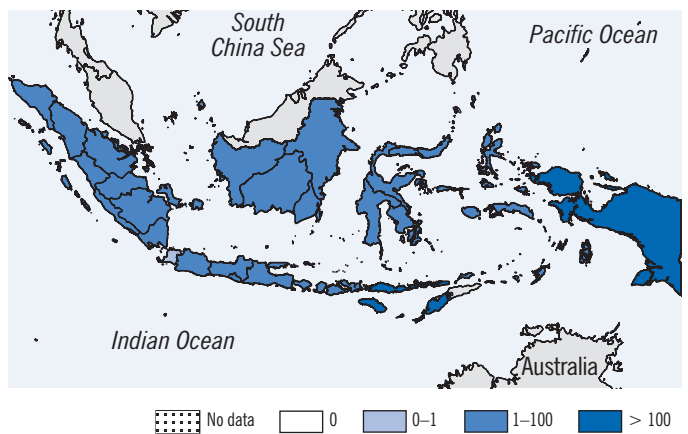 South
China Sea
Pacific Ocean
Indian Ocean
Australia
No data
0
0–1
1–100
> 100